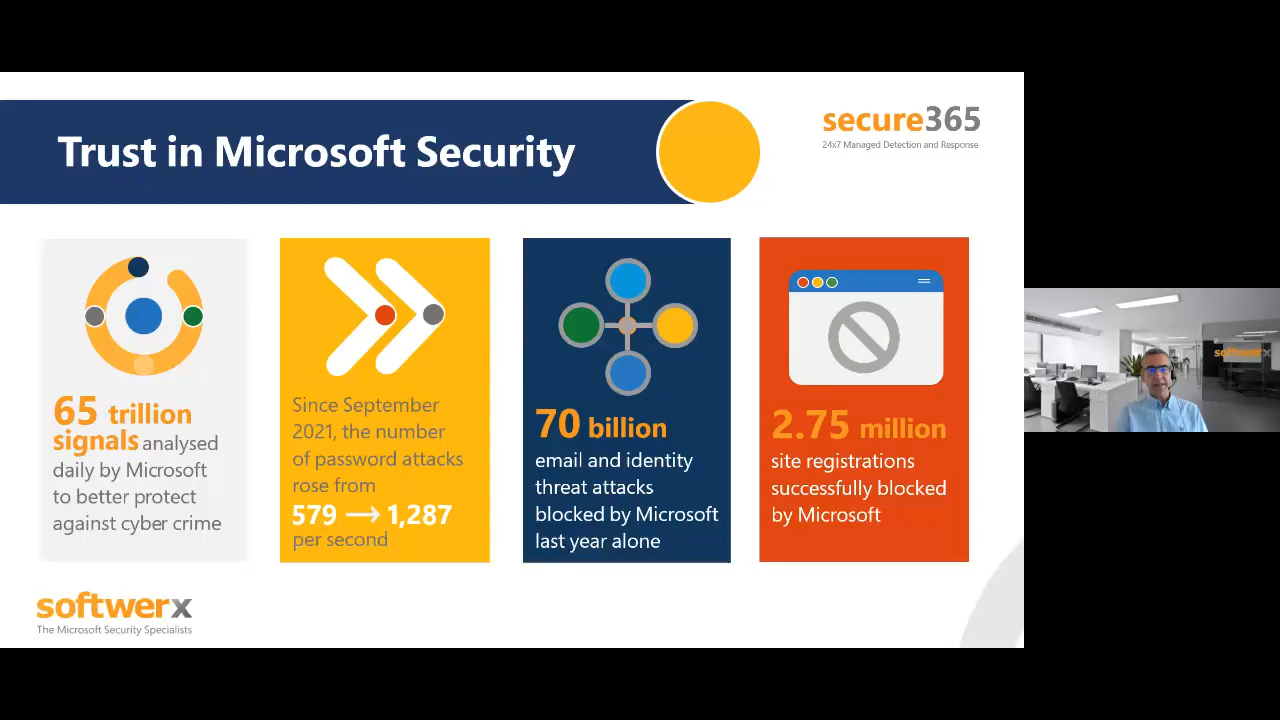 Trust in Microsoft Security
secure365
24x7 Managed Detection and Response
65 trillion
signals analysed
daily by Microsoft
to better protect
against cyber crime
Since September
2021, the number
of password attacks
rose from
579 → 1,287
per second
70 billion
email and identity
threat attacks
blocked by Microsoft
last year alone
2.75 million
site registrations
successfully blocked
by Microsoft
softwerx
The Microsoft Security Specialists
softwerx